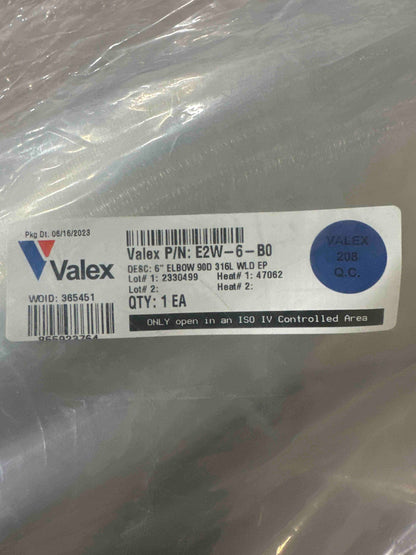 Pkg Dt. 06/16/2023
Valex
WOID: 365451
Valex P/N: E2W-6-B0
DESC: 6" ELBOW 90D 316L WLD EP
Lot# 1: 2330499 Heat# 1: 47062
Lot# 2: Heat# 2:
QTY: 1 EA
ONLY open in an ISO IV Controlled Area
VALEX
208
Q.C.